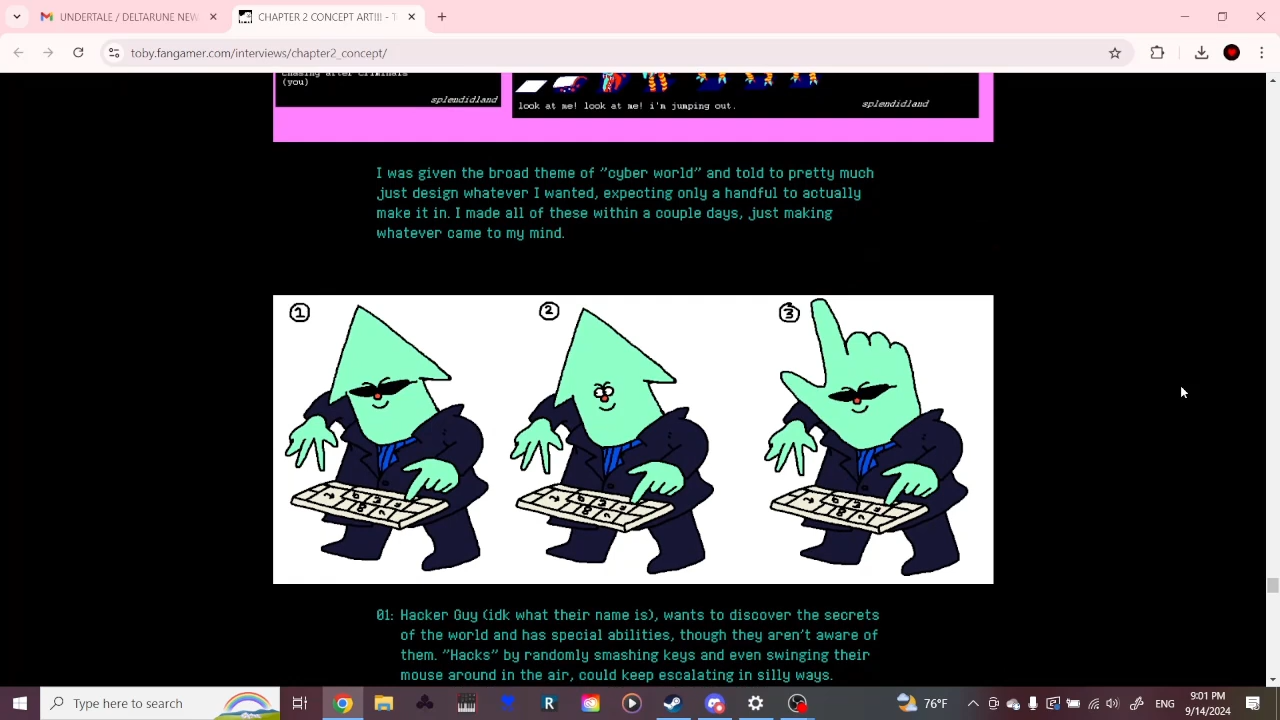 UNDERTALE / DELTARUNE NEW
CHAPTER 2 CONCEPT ART!!! - T
toby.fangamer.com/interviews/chapter2_concept/
chasing after criminals
(you)
splendidland
look at me! look at me! i'm jumping out.
splendidland
I was given the broad theme of "cyber world" and told to pretty much
just design whatever I wanted, expecting only a handful to actually
make it in. I made all of these within a couple days, just making
whatever came to my mind.
1
2
3
01: Hacker Guy (idk what their name is), wants to discover the secrets
of the world and has special abilities, though they aren't aware of
them. "Hacks" by randomly smashing keys and even swinging their
mouse around in the air, could keep escalating in silly ways.
Type here to search
76°F
ENG
9:01 PM
9/14/2024